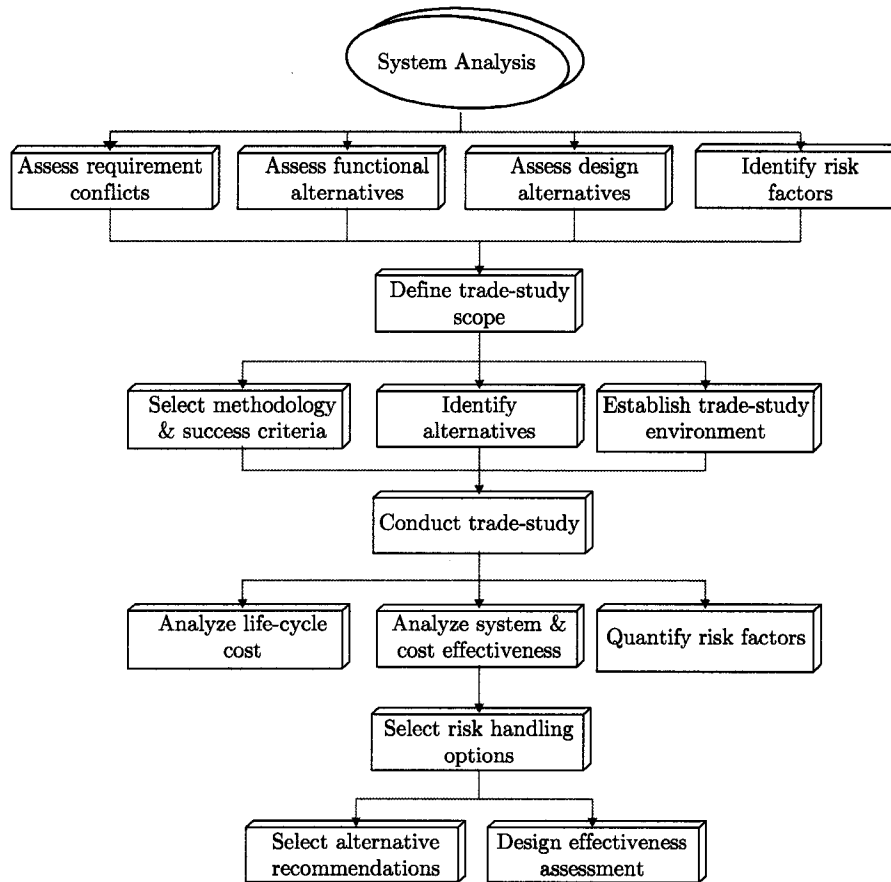 System Analysis
Assess requirement
conflicts
Assess functional
alternatives
Assess design
alternatives
Identify risk
factors
Define trade-study
scope
Select methodology
& success criteria
Identify
alternatives
Establish trade-study
environment
Conduct trade-study
Analyze life-cycle
cost
Analyze system &
cost effectiveness
Quantify risk factors
Select risk handling
options
Select alternative
recommendations
Design effectiveness
assessment